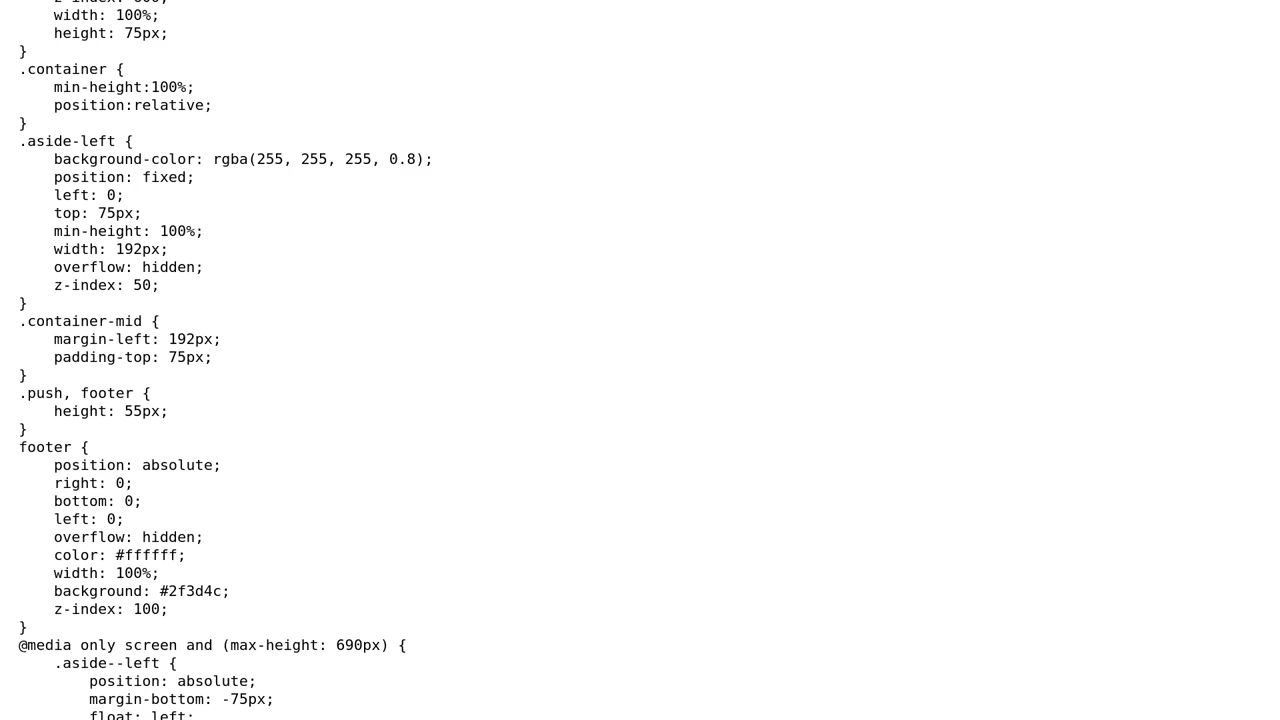 z-index: 600;
width: 100%;
height: 75px;
}
.container {
min-height:100%;
position:relative;
}
.aside-left {
background-color: rgba(255, 255, 255, 0.8);
position: fixed;
left: 0;
top: 75px;
min-height: 100%;
width: 192px;
overflow: hidden;
z-index: 50;
}
.container-mid {
margin-left: 192px;
padding-top: 75px;
}
.push, footer {
height: 55px;
}
footer {
position: absolute;
right: 0;
bottom: 0;
left: 0;
overflow: hidden;
color: #ffffff;
width: 100%;
background: #2f3d4c;
z-index: 100;
}
@media only screen and (max-height: 690px) {
.aside--left {
position: absolute;
margin-bottom: -75px;
float: left;